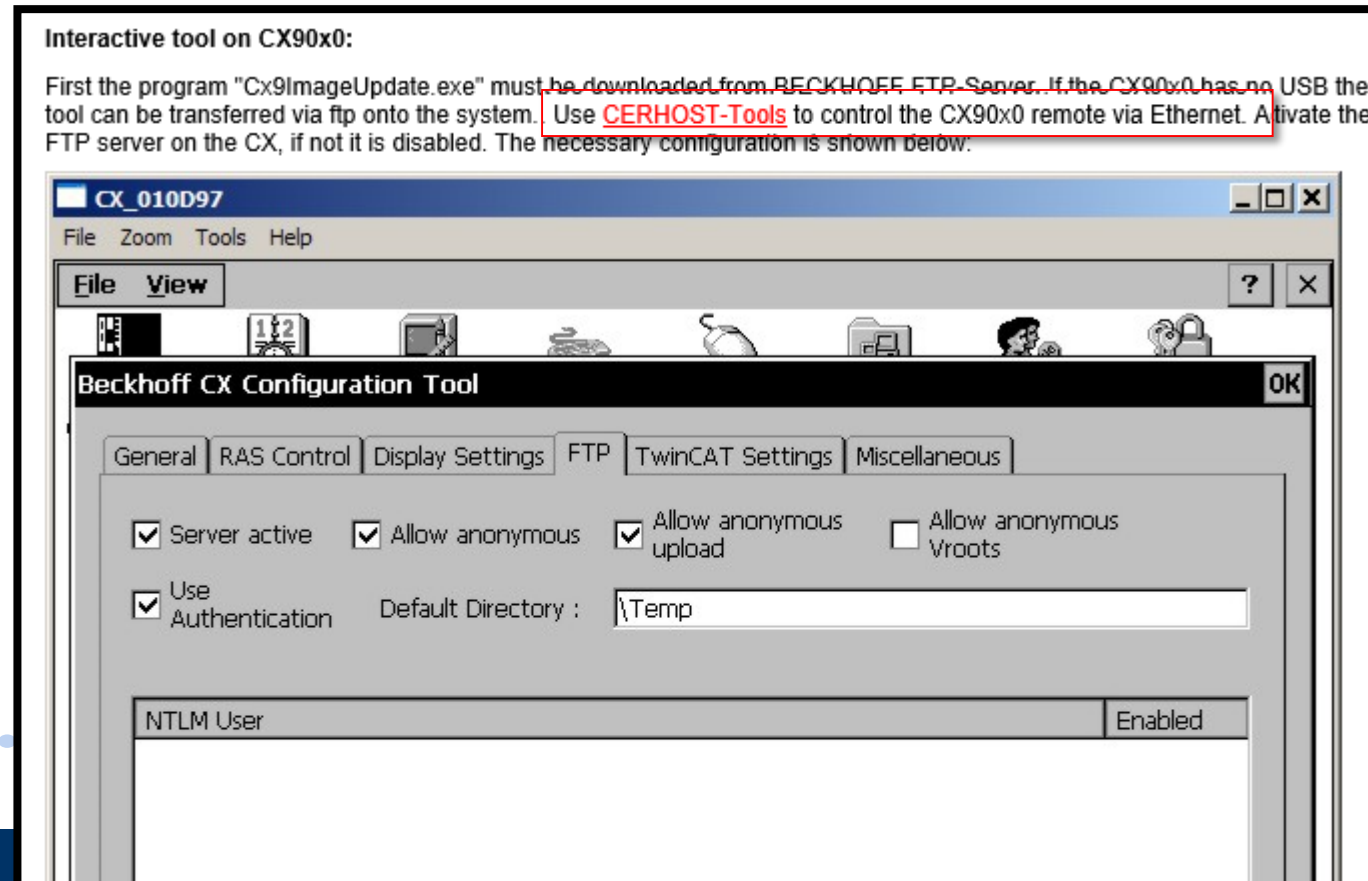 Interactive tool on CX90x0:
First the program "Cx9ImageUpdate.exe" must be downloaded from BECKHOFF FTP-Server. If the CX90x0 has no USB the
tool can be transferred via ftp onto the system. Use CERHOST-Tools to control the CX90x0 remote via Ethernet. A tivate the
FTP server on the CX, if not it is disabled. The necessary configuration is shown below:
CX_010D97
File Zoom Tools Help
File View ?
Beckhoff CX Configuration Tool OK
General RAS Control Display Settings FTP TwinCAT Settings Miscellaneous
Server active Allow anonymous Allow anonymous upload Allow anonymous Vroots
Use Authentication Default Directory : \Temp
NTLM User Enabled